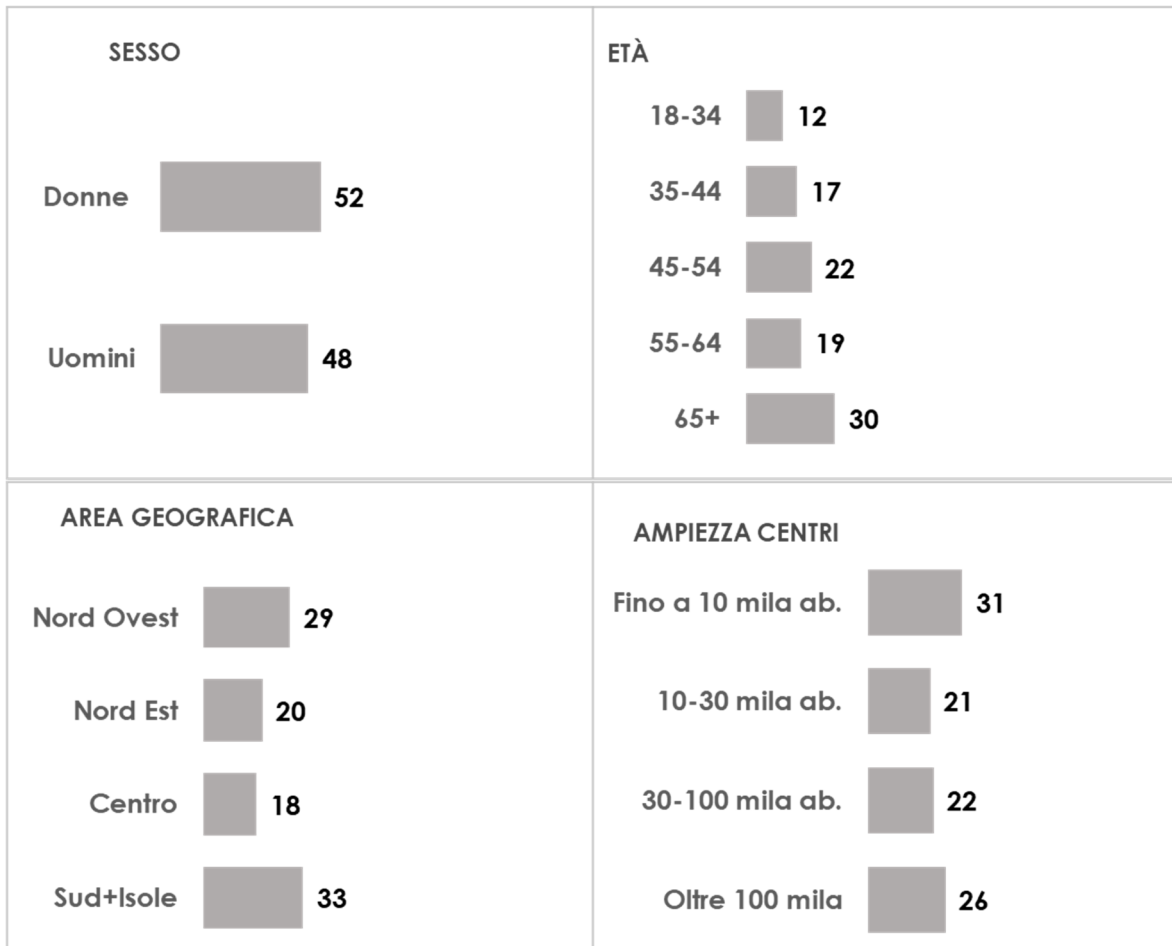 SESSO
Donne 52
Uomini 48
ETÀ
18-34 12
35-44 17
45-54 22
55-64 19
65+ 30
AREA GEOGRAFICA
Nord Ovest 29
Nord Est 20
Centro 18
Sud+Isole 33
AMPIEZZA CENTRI
Fino a 10 mila ab. 31
10-30 mila ab. 21
30-100 mila ab. 22
Oltre 100 mila 26